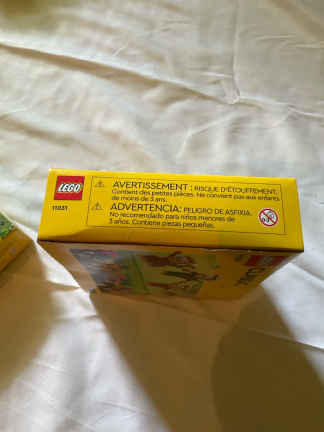 LEGO
11031
AVERTISSEMENT : RISQUE D'ÉTOUFFEMENT.
Contient des petites pièces. Ne convient pas aux enfants
de moins de 3 ans.
ADVERTENCIA: PELIGRO DE ASFIXIA.
No recomendado para niños menores de
3 años. Contiene piezas pequeñas.